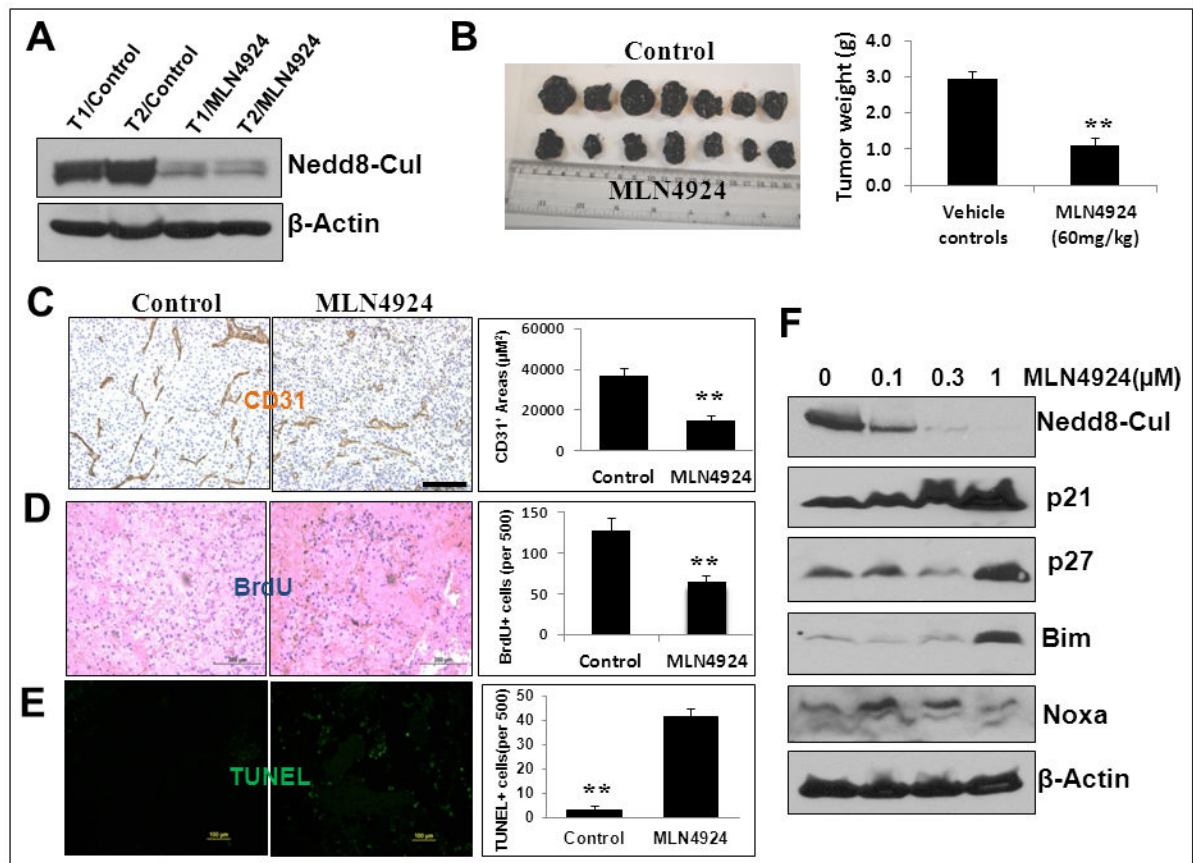 A
T1/Control
T2/Control
T1/MLN4924
T2/MLN4924
Nedd8-Cul
β-Actin
B
Control
MLN4924
Tumor weight (g)
4.0
3.0
2.0
1.0
0.0
**
Vehicle controls
MLN4924 (60mg/kg)
C
Control
MLN4924
CD31
CD31⁺ Areas (µM²)
60000
40000
20000
0
**
Control
MLN4924
D
BrdU
BrdU+ cells (per 500)
150
100
50
0
**
Control
MLN4924
E
TUNEL
100 µm
100 µm
TUNEL+ cells(per 500)
50
40
30
20
10
0
**
Control
MLN4924
F
0 0.1 0.3 1 MLN4924(µM)
Nedd8-Cul
p21
p27
Bim
Noxa
β-Actin